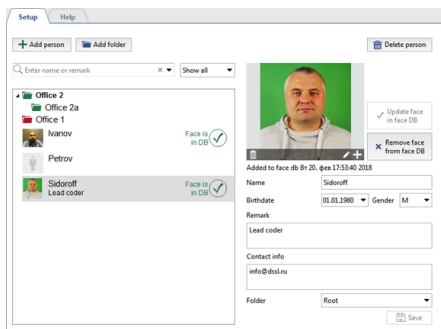 Setup
Help
Add person
Add folder
Delete person
Enter name or remark
Show all
Office 2
Office 2a
Office 1
Ivanov
Face is
in DB
Petrov
Sidoroff
Lead coder
Face is
in DB
Update face
in face DB
Remove face
from face DB
Added to face db Вт 20. фев 17:53:40 2018
Name
Sidoroff
Birthdate
01.01.1980
Gender
M
Remark
Lead coder
Contact info
info@dssl.ru
Folder
Root
Save